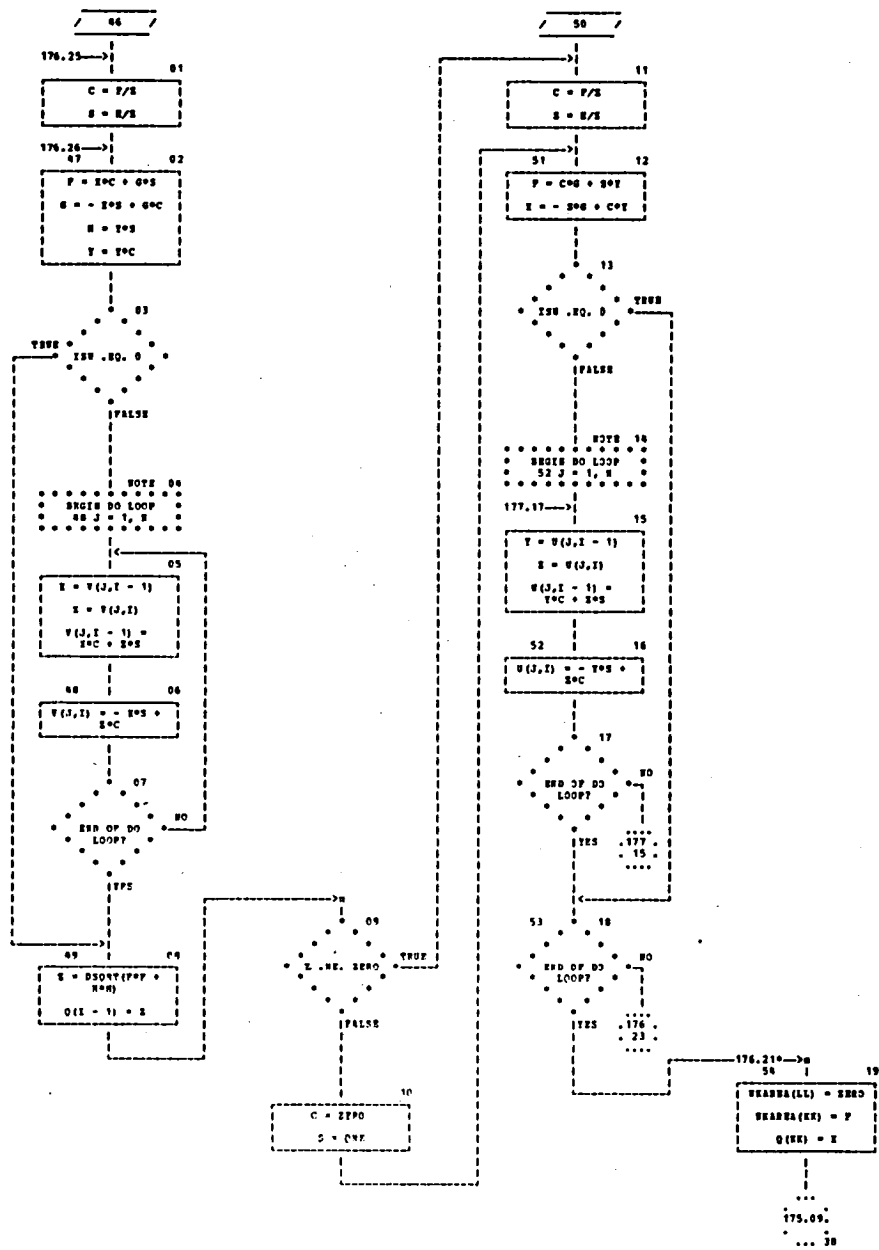 / 46 /
176.25--->|
01
C = F/Z
S = H/Z
176.26--->|
47 02
F = X*C + G*S
G = - X*S + G*C
H = Y*S
Y = Y*C
03
TRUE
ISW .EQ. 0
FALSE
NOTE 04
BEGIN DO LOOP
48 J = 1, N
05
X = V(J,I - 1)
Z = V(J,I)
V(J,I - 1) =
X*C + Z*S
48 06
V(J,I) = - X*S +
Z*C
07
END OF DO
LOOP?
NO
YES
49
Z = DSQRT(F*F +
H*H)
Q(I - 1) = Z
09
Z .NE. ZERO
TRUE
FALSE
10
C = ZERO
S = ONE
/ 50 /
11
C = F/Z
S = H/Z
51 12
F = C*G + S*Y
X = - S*G + C*Y
13
ISW .EQ. 0
TRUE
FALSE
NOTE 14
BEGIN DO LOOP
52 J = 1, N
177.17--->|
15
Y = U(J,I - 1)
Z = U(J,I)
U(J,I - 1) =
Y*C + Z*S
52 16
U(J,I) = - Y*S +
Z*C
17
END OF DO
LOOP?
NO
YES
.177 .
15
53 18
END OF DO
LOOP?
NO
YES
.176 .
23
176.21*-->*
54 19
WKAREA(LL) = ZERO
WKAREA(KK) = F
Q(KK) = X
175.09.
38